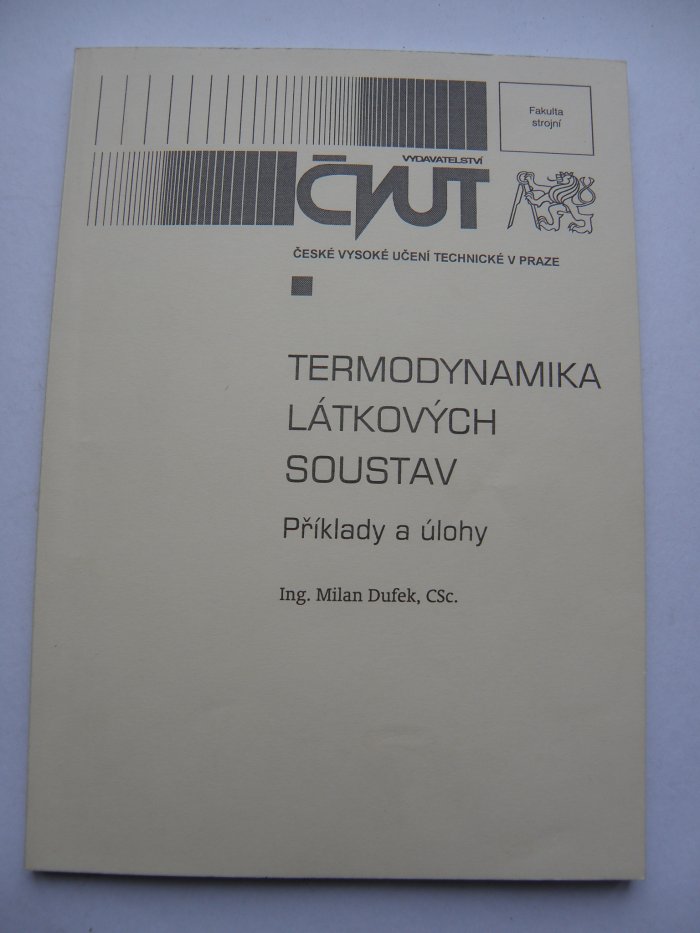 Fakulta
strojní
VYDAVATELSTVÍ
ČVUT
ČESKÉ VYSOKÉ UČENÍ TECHNICKÉ V PRAZE
TERMODYNAMIKA
LÁTKOVÝCH
SOUSTAV
Příklady a úlohy
Ing. Milan Dufek, CSc.